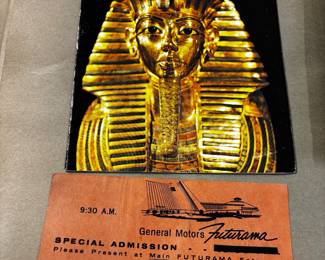 9:30 A.M.
General Motors Futurama
SPECIAL ADMISSION - -
Please Present at Main FUTURAMA